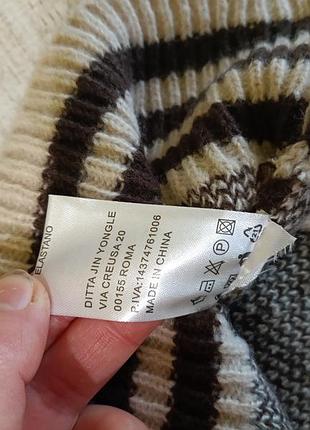 ELASTANO
DITTA JIN YONGLE
VIA CREUSA 20
00155 ROMA
P.IVA:14374761006
MADE IN CHINA